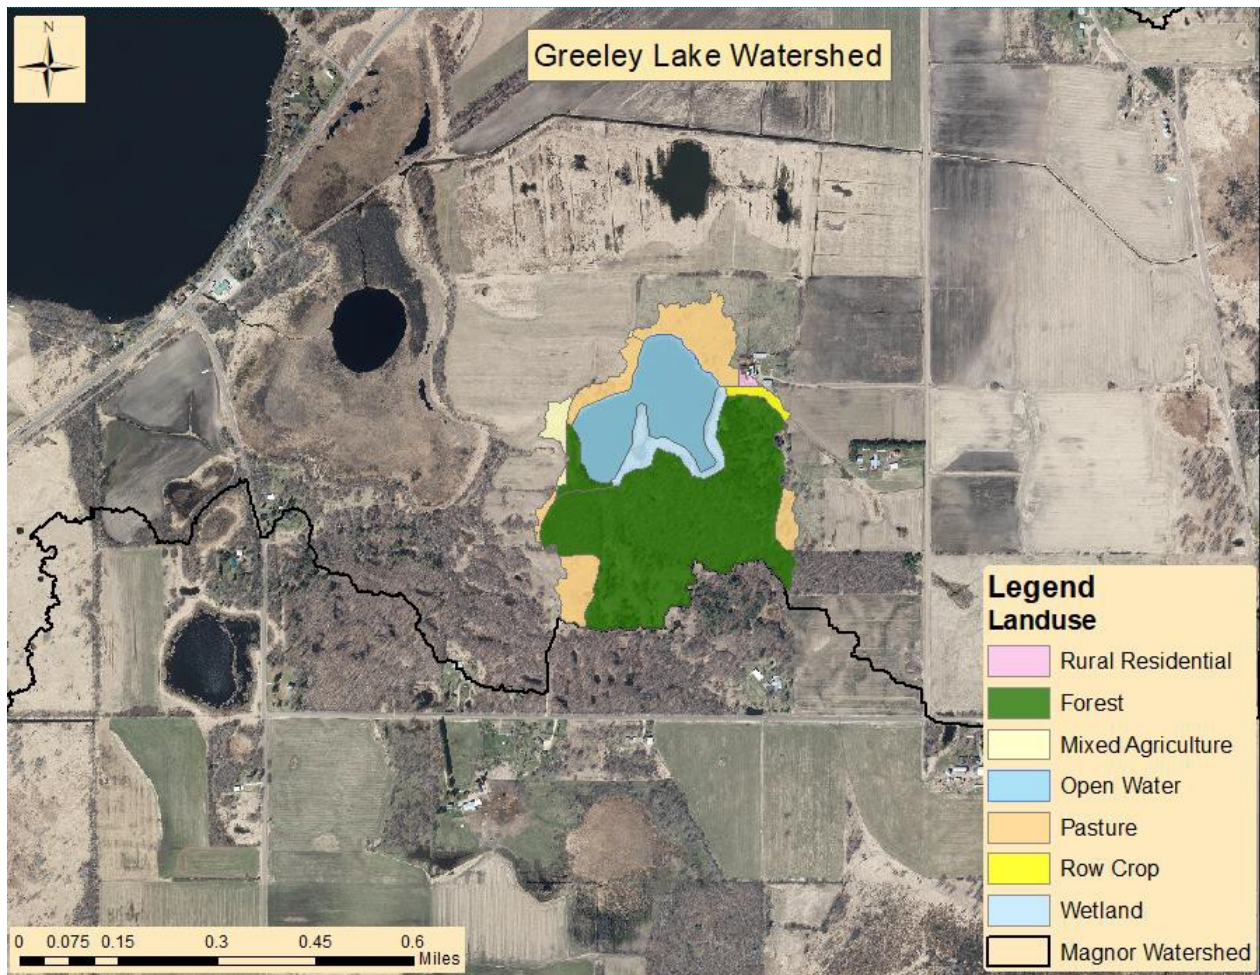 N
Greeley Lake Watershed
Legend
Landuse
Rural Residential
Forest
Mixed Agriculture
Open Water
Pasture
Row Crop
Wetland
Magnor Watershed
0 0.075 0.15 0.3 0.45 0.6
Miles